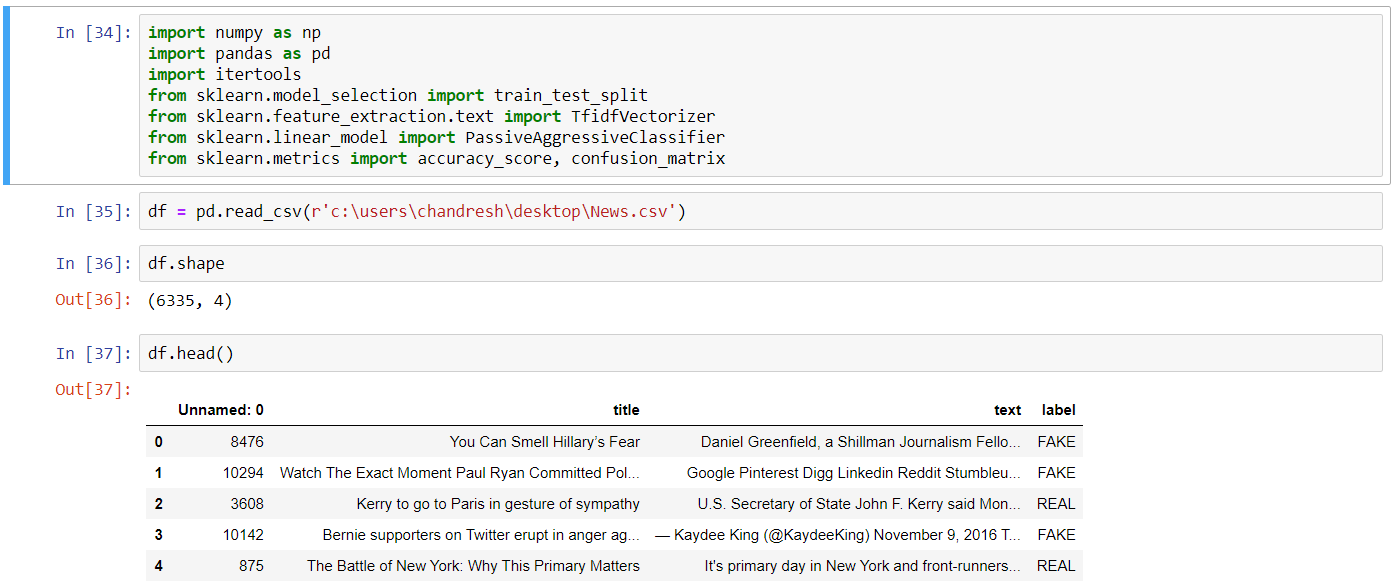 In [34]: import numpy as np
import pandas as pd
import itertools
from sklearn.model_selection import train_test_split
from sklearn.feature_extraction.text import TfidfVectorizer
from sklearn.linear_model import PassiveAggressiveClassifier
from sklearn.metrics import accuracy_score, confusion_matrix
In [35]: df = pd.read_csv(r'c:\users\chandresh\desktop\News.csv')
In [36]: df.shape
Out[36]: (6335, 4)
In [37]: df.head()
Out[37]:
Unnamed: 0 title text label
0 8476 You Can Smell Hillary’s Fear Daniel Greenfield, a Shillman Journalism Fello... FAKE
1 10294 Watch The Exact Moment Paul Ryan Committed Pol... Google Pinterest Digg Linkedin Reddit Stumbleu... FAKE
2 3608 Kerry to go to Paris in gesture of sympathy U.S. Secretary of State John F. Kerry said Mon... REAL
3 10142 Bernie supporters on Twitter erupt in anger ag... — Kaydee King (@KaydeeKing) November 9, 2016 T... FAKE
4 875 The Battle of New York: Why This Primary Matters It's primary day in New York and front-runners... REAL